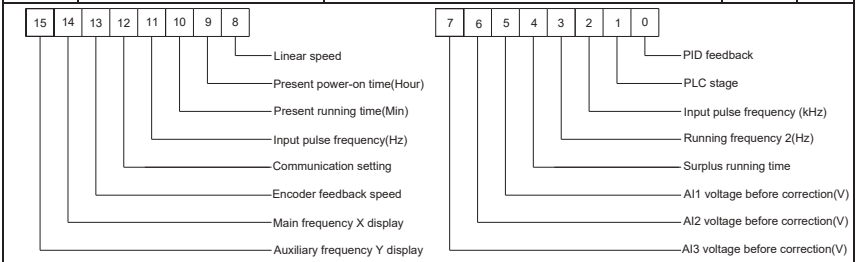 15 14 13 12 11 10 9 8
Linear speed
Present power-on time(Hour)
Present running time(Min)
Input pulse frequency(Hz)
Communication setting
Encoder feedback speed
Main frequency X display
Auxiliary frequency Y display
7 6 5 4 3 2 1 0
PID feedback
PLC stage
Input pulse frequency (kHz)
Running frequency 2(Hz)
Surplus running time
AI1 voltage before correction(V)
AI2 voltage before correction(V)
AI3 voltage before correction(V)